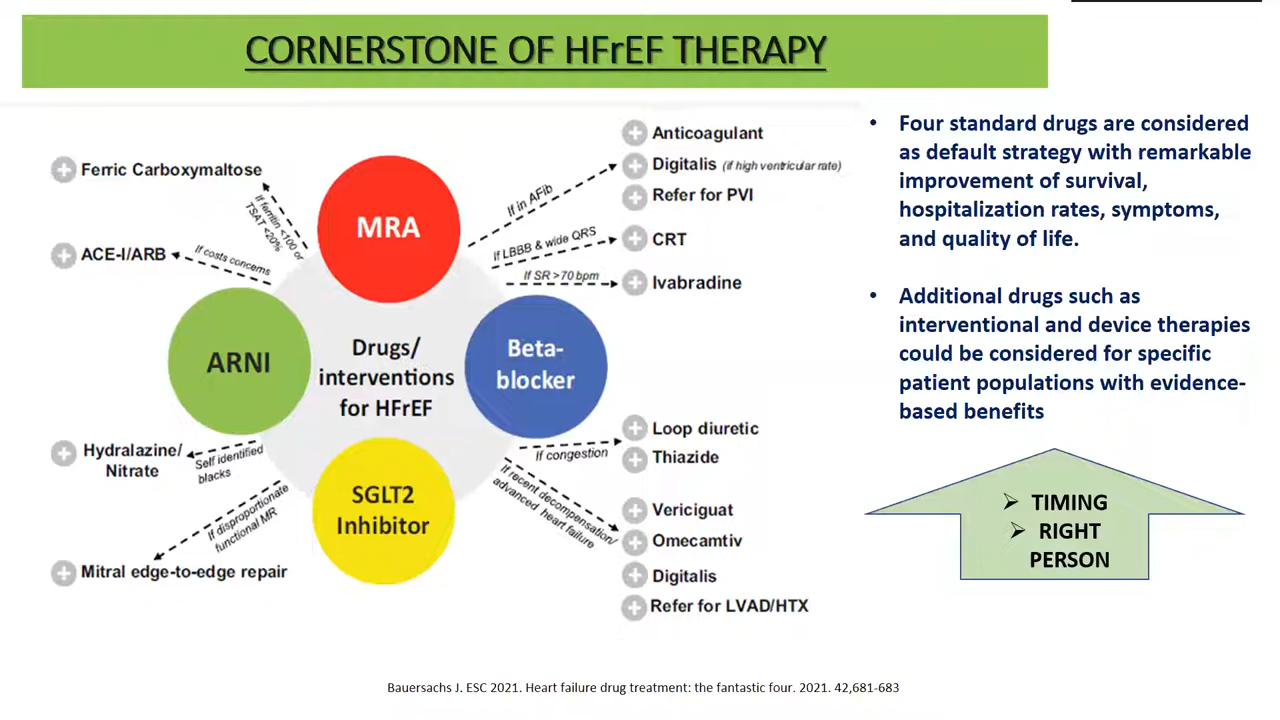 CORNERSTONE OF HFrEF THERAPY
Ferric Carboxymaltose
If ferritin <100 or
TSAT <20%
ACE-I/ARB
If costs concerns
MRA
ARNI
Drugs/
interventions
for HFrEF
Beta-
blocker
SGLT2
Inhibitor
Hydralazine/
Nitrate
Self identified
blacks
If disproportionate
functional MR
Mitral edge-to-edge repair
If in AFib
Anticoagulant
Digitalis (if high ventricular rate)
Refer for PVI
If LBBB & wide QRS
CRT
If SR >70 bpm
Ivabradine
If congestion
Loop diuretic
Thiazide
If recent decompensation/
advanced heart failure
Vericiguat
Omecamtiv
Digitalis
Refer for LVAD/HTX
• Four standard drugs are considered
as default strategy with remarkable
improvement of survival,
hospitalization rates, symptoms,
and quality of life.
• Additional drugs such as
interventional and device therapies
could be considered for specific
patient populations with evidence-
based benefits
➢ TIMING
➢ RIGHT
PERSON
Bauersachs J. ESC 2021. Heart failure drug treatment: the fantastic four. 2021. 42,681-683